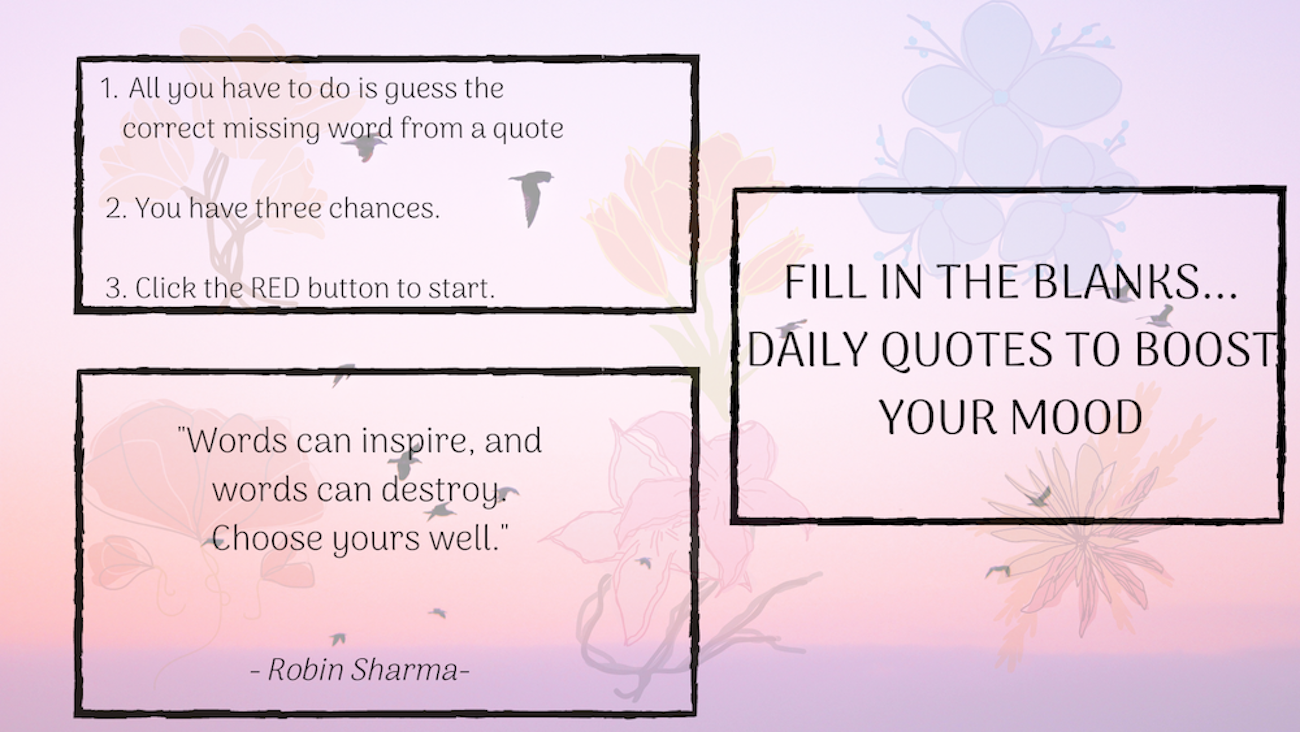 1. All you have to do is guess the
correct missing word from a quote
2. You have three chances.
3. Click the RED button to start.
"Words can inspire, and
words can destroy.
Choose yours well."
- Robin Sharma-
FILL IN THE BLANKS...
DAILY QUOTES TO BOOST
YOUR MOOD